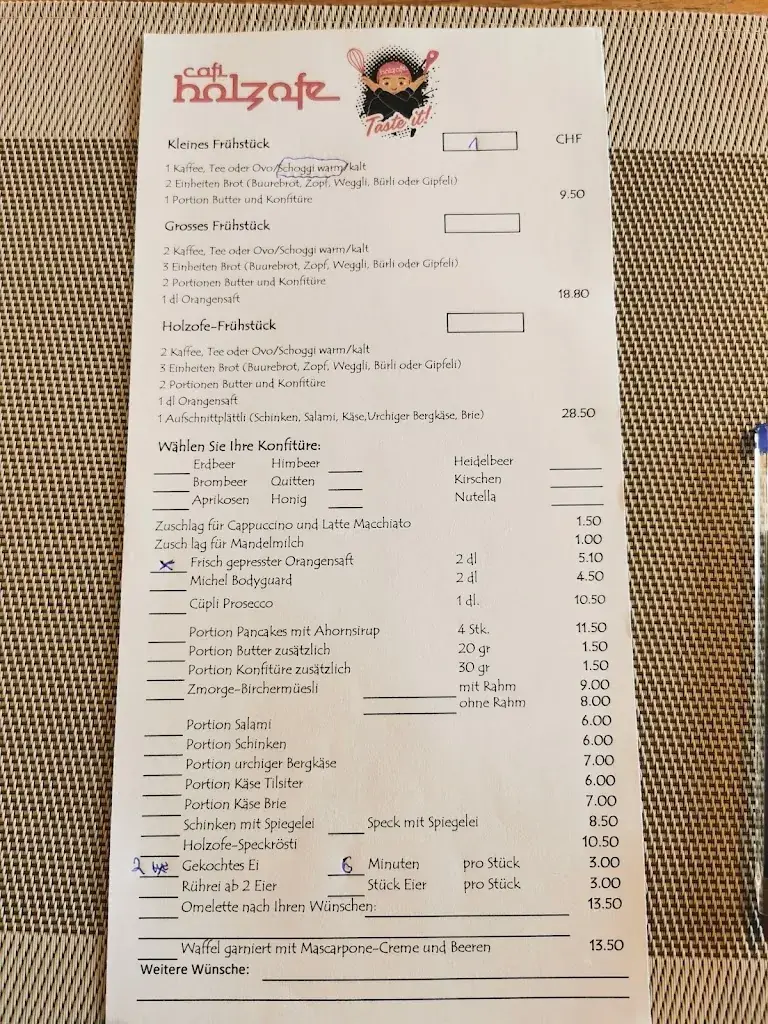 cafi
holzofe
holzofe
Taste it!
Kleines Frühstück 1 CHF
1 Kaffee, Tee oder Ovo/Schoggi warm/kalt
2 Einheiten Brot (Buurebrot, Zopf, Weggli, Bürli oder Gipfeli)
1 Portion Butter und Konfitüre 9.50
Grosses Frühstück
2 Kaffee, Tee oder Ovo/Schoggi warm/kalt
3 Einheiten Brot (Buurebrot, Zopf, Weggli, Bürli oder Gipfeli)
2 Portionen Butter und Konfitüre
1 dl Orangensaft 18.80
Holzofe-Frühstück
2 Kaffee, Tee oder Ovo/Schoggi warm/kalt
3 Einheiten Brot (Buurebrot, Zopf, Weggli, Bürli oder Gipfeli)
2 Portionen Butter und Konfitüre
1 dl Orangensaft
1 Aufschnittplättli (Schinken, Salami, Käse,Urchiger Bergkäse, Brie) 28.50
Wählen Sie Ihre Konfitüre:
Erdbeer Himbeer Heidelbeer
Brombeer Quitten Kirschen
Aprikosen Honig Nutella
Zuschlag für Cappuccino und Latte Macchiato 1.50
Zusch lag für Mandelmilch 1.00
x Frisch gepresster Orangensaft 2 dl 5.10
Michel Bodyguard 2 dl 4.50
Cüpli Prosecco 1 dl. 10.50
Portion Pancakes mit Ahornsirup 4 Stk. 11.50
Portion Butter zusätzlich 20 gr 1.50
Portion Konfitüre zusätzlich 30 gr 1.50
Zmorge-Birchermüesli mit Rahm 9.00
ohne Rahm 8.00
Portion Salami 6.00
Portion Schinken 6.00
Portion urchiger Bergkäse 7.00
Portion Käse Tilsiter 6.00
Portion Käse Brie 7.00
Schinken mit Spiegelei Speck mit Spiegelei 8.50
Holzofe-Speckrösti 10.50
2 Gekochtes Ei 6 Minuten pro Stück 3.00
Rührei ab 2 Eier Stück Eier pro Stück 3.00
Omelette nach Ihren Wünschen: 13.50
Waffel garniert mit Mascarpone-Creme und Beeren 13.50
Weitere Wünsche: